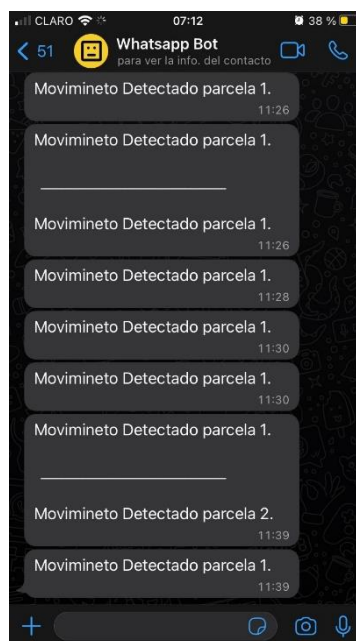 CLARO 07:12 38 %
51 Whatsapp Bot
para ver la info. del contacto
Movimineto Detectado parcela 1.
11:26
Movimineto Detectado parcela 1.
Movimineto Detectado parcela 1.
11:26
Movimineto Detectado parcela 1.
11:28
Movimineto Detectado parcela 1.
11:30
Movimineto Detectado parcela 1.
11:30
Movimineto Detectado parcela 1.
Movimineto Detectado parcela 2.
11:39
Movimineto Detectado parcela 1.
11:39